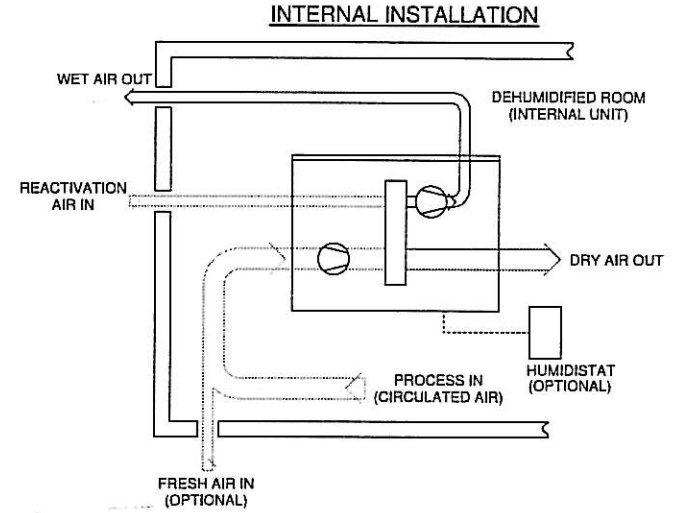 INTERNAL INSTALLATION
WET AIR OUT
DEHUMIDIFIED ROOM
(INTERNAL UNIT)
REACTIVATION
AIR IN
DRY AIR OUT
HUMIDISTAT
(OPTIONAL)
PROCESS IN
(CIRCULATED AIR)
FRESH AIR IN
(OPTIONAL)